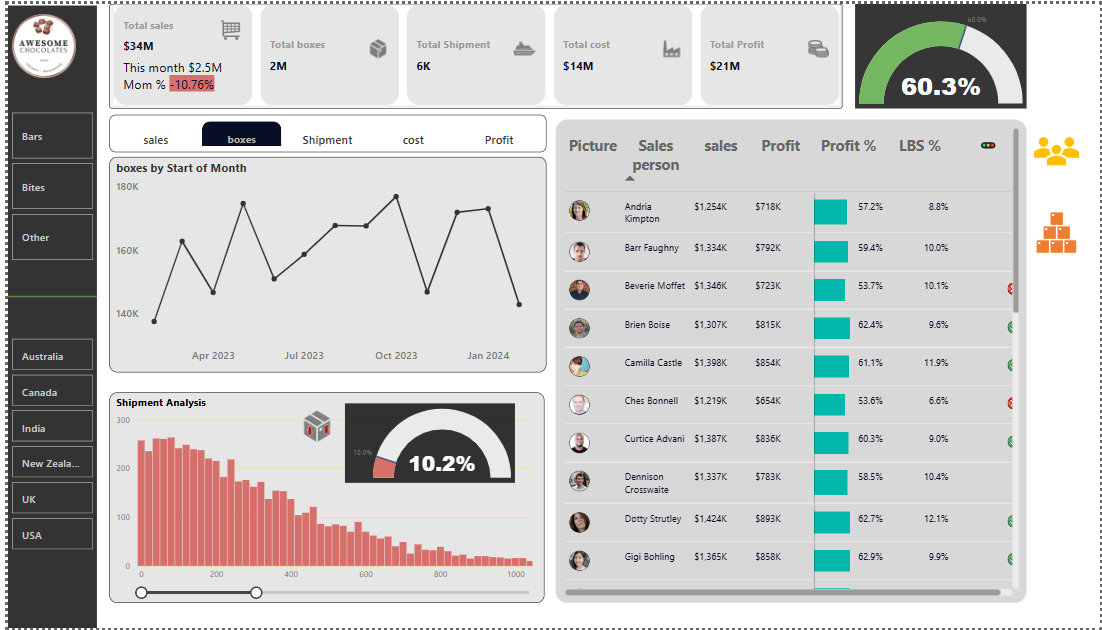 AWESOME
CHOCOLATES
Bars
Bites
Other
Australia
Canada
India
New Zeala...
UK
USA
Total sales
$34M
This month $2.5M
Mom % -10.76%
Total boxes
2M
Total Shipment
6K
Total cost
$14M
Total Profit
$21M
60.0%
60.3%
sales boxes Shipment cost Profit
boxes by Start of Month
180K
160K
140K
Apr 2023 Jul 2023 Oct 2023 Jan 2024
Shipment Analysis
300
200
100
0
0 200 400 600 800 1000
10.0%
10.2%
Picture Sales person sales Profit Profit % LBS %
Andria Kimpton $1,254K $718K 57.2% 8.8%
Barr Faughny $1,334K $792K 59.4% 10.0%
Beverie Moffet $1,346K $723K 53.7% 10.1%
Brien Boise $1,307K $815K 62.4% 9.6%
Camilla Castle $1,398K $854K 61.1% 11.9%
Ches Bonnell $1,219K $654K 53.6% 6.6%
Curtice Advani $1,387K $836K 60.3% 9.0%
Dennison Crosswaite $1,337K $783K 58.5% 10.4%
Dotty Strutley $1,424K $893K 62.7% 12.1%
Gigi Bohling $1,365K $858K 62.9% 9.9%